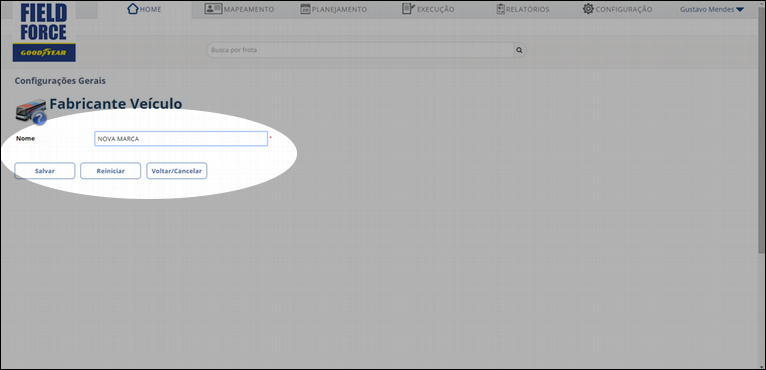 FIELD
FORCE
GOODYEAR
HOME MAPEAMENTO PLANEJAMENTO EXECUÇÃO RELATÓRIOS CONFIGURAÇÃO Gustavo Mendes
Busca por frota
Configurações Gerais
Fabricante Veículo
Nome NOVA MARCA *
Salvar Reiniciar Voltar/Cancelar